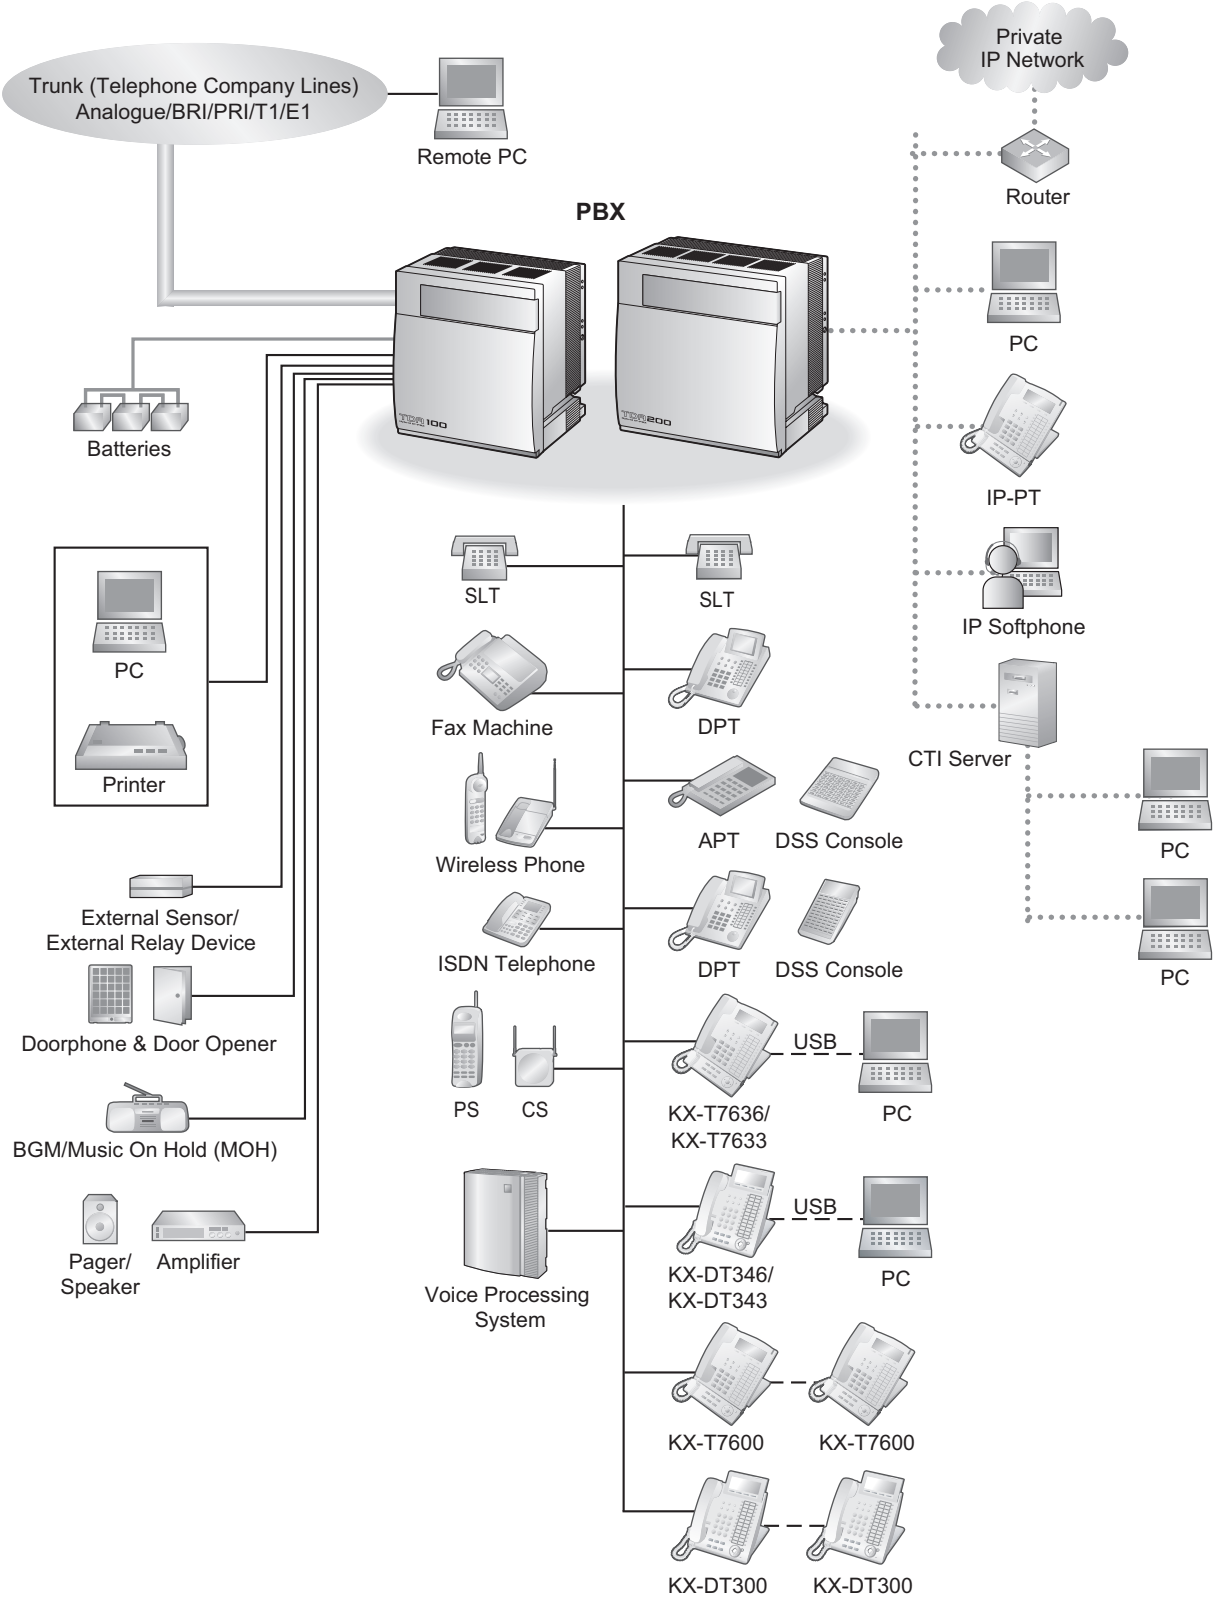 Private
IP Network
Trunk (Telephone Company Lines)
Analogue/BRI/PRI/T1/E1
Remote PC
Router
PBX
PC
TDA 100
TDA 200
Batteries
IP-PT
SLT
SLT
IP Softphone
PC
Fax Machine
DPT
CTI Server
Printer
Wireless Phone
APT
DSS Console
PC
External Sensor/
External Relay Device
ISDN Telephone
DPT
DSS Console
PC
Doorphone & Door Opener
USB
PS
CS
KX-T7636/
KX-T7633
PC
BGM/Music On Hold (MOH)
USB
Pager/
Speaker
Amplifier
KX-DT346/
KX-DT343
PC
Voice Processing
System
KX-T7600
KX-T7600
KX-DT300
KX-DT300